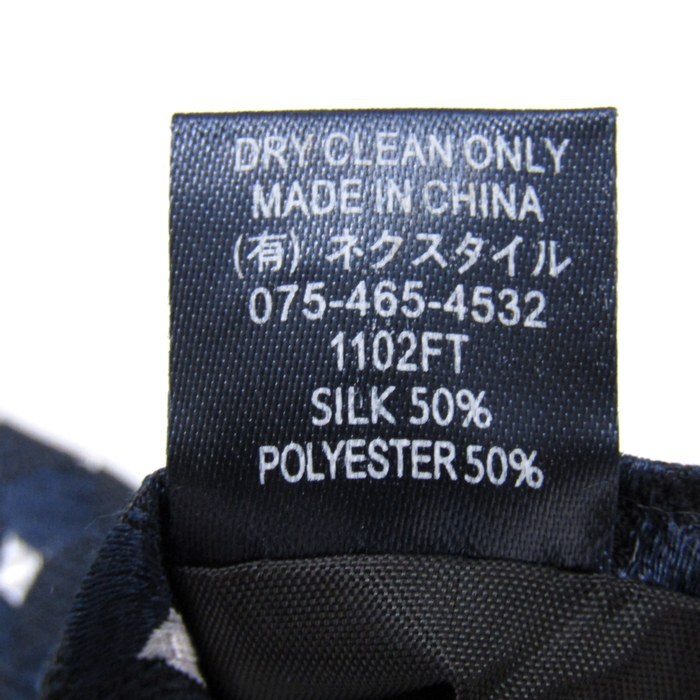 DRY CLEAN ONLY
MADE IN CHINA
(有) ネクスタイル
075-465-4532
1102FT
SILK 50%
POLYESTER 50%